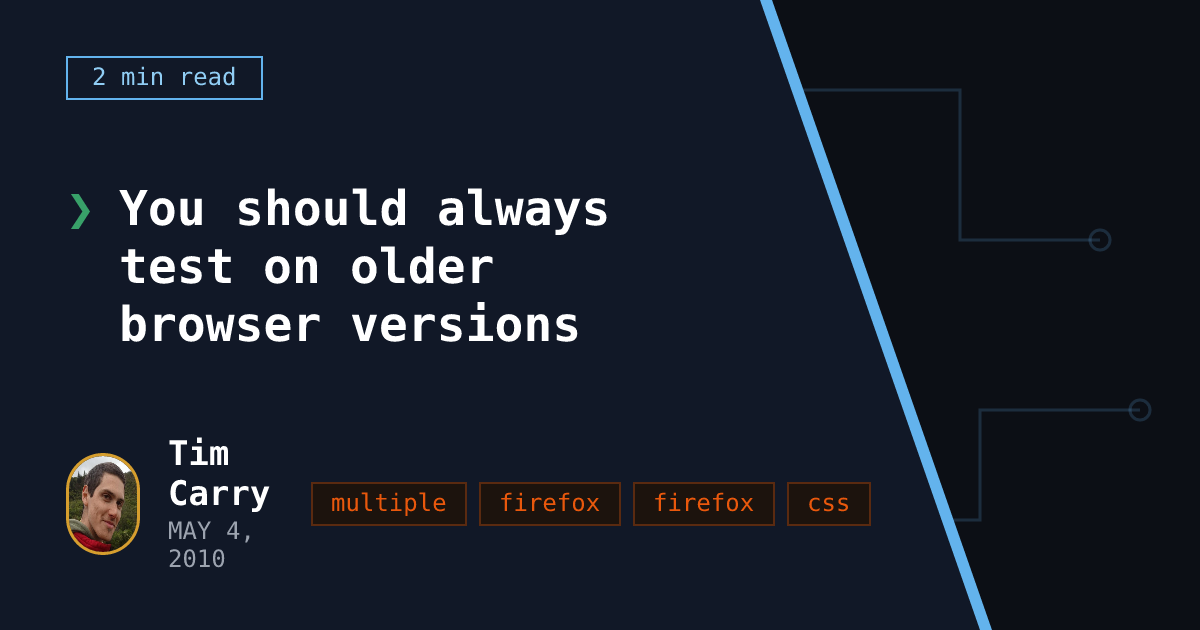 2 min read
❯ You should always
test on older
browser versions
Tim
Carry
MAY 4,
2010
multiple firefox firefox css